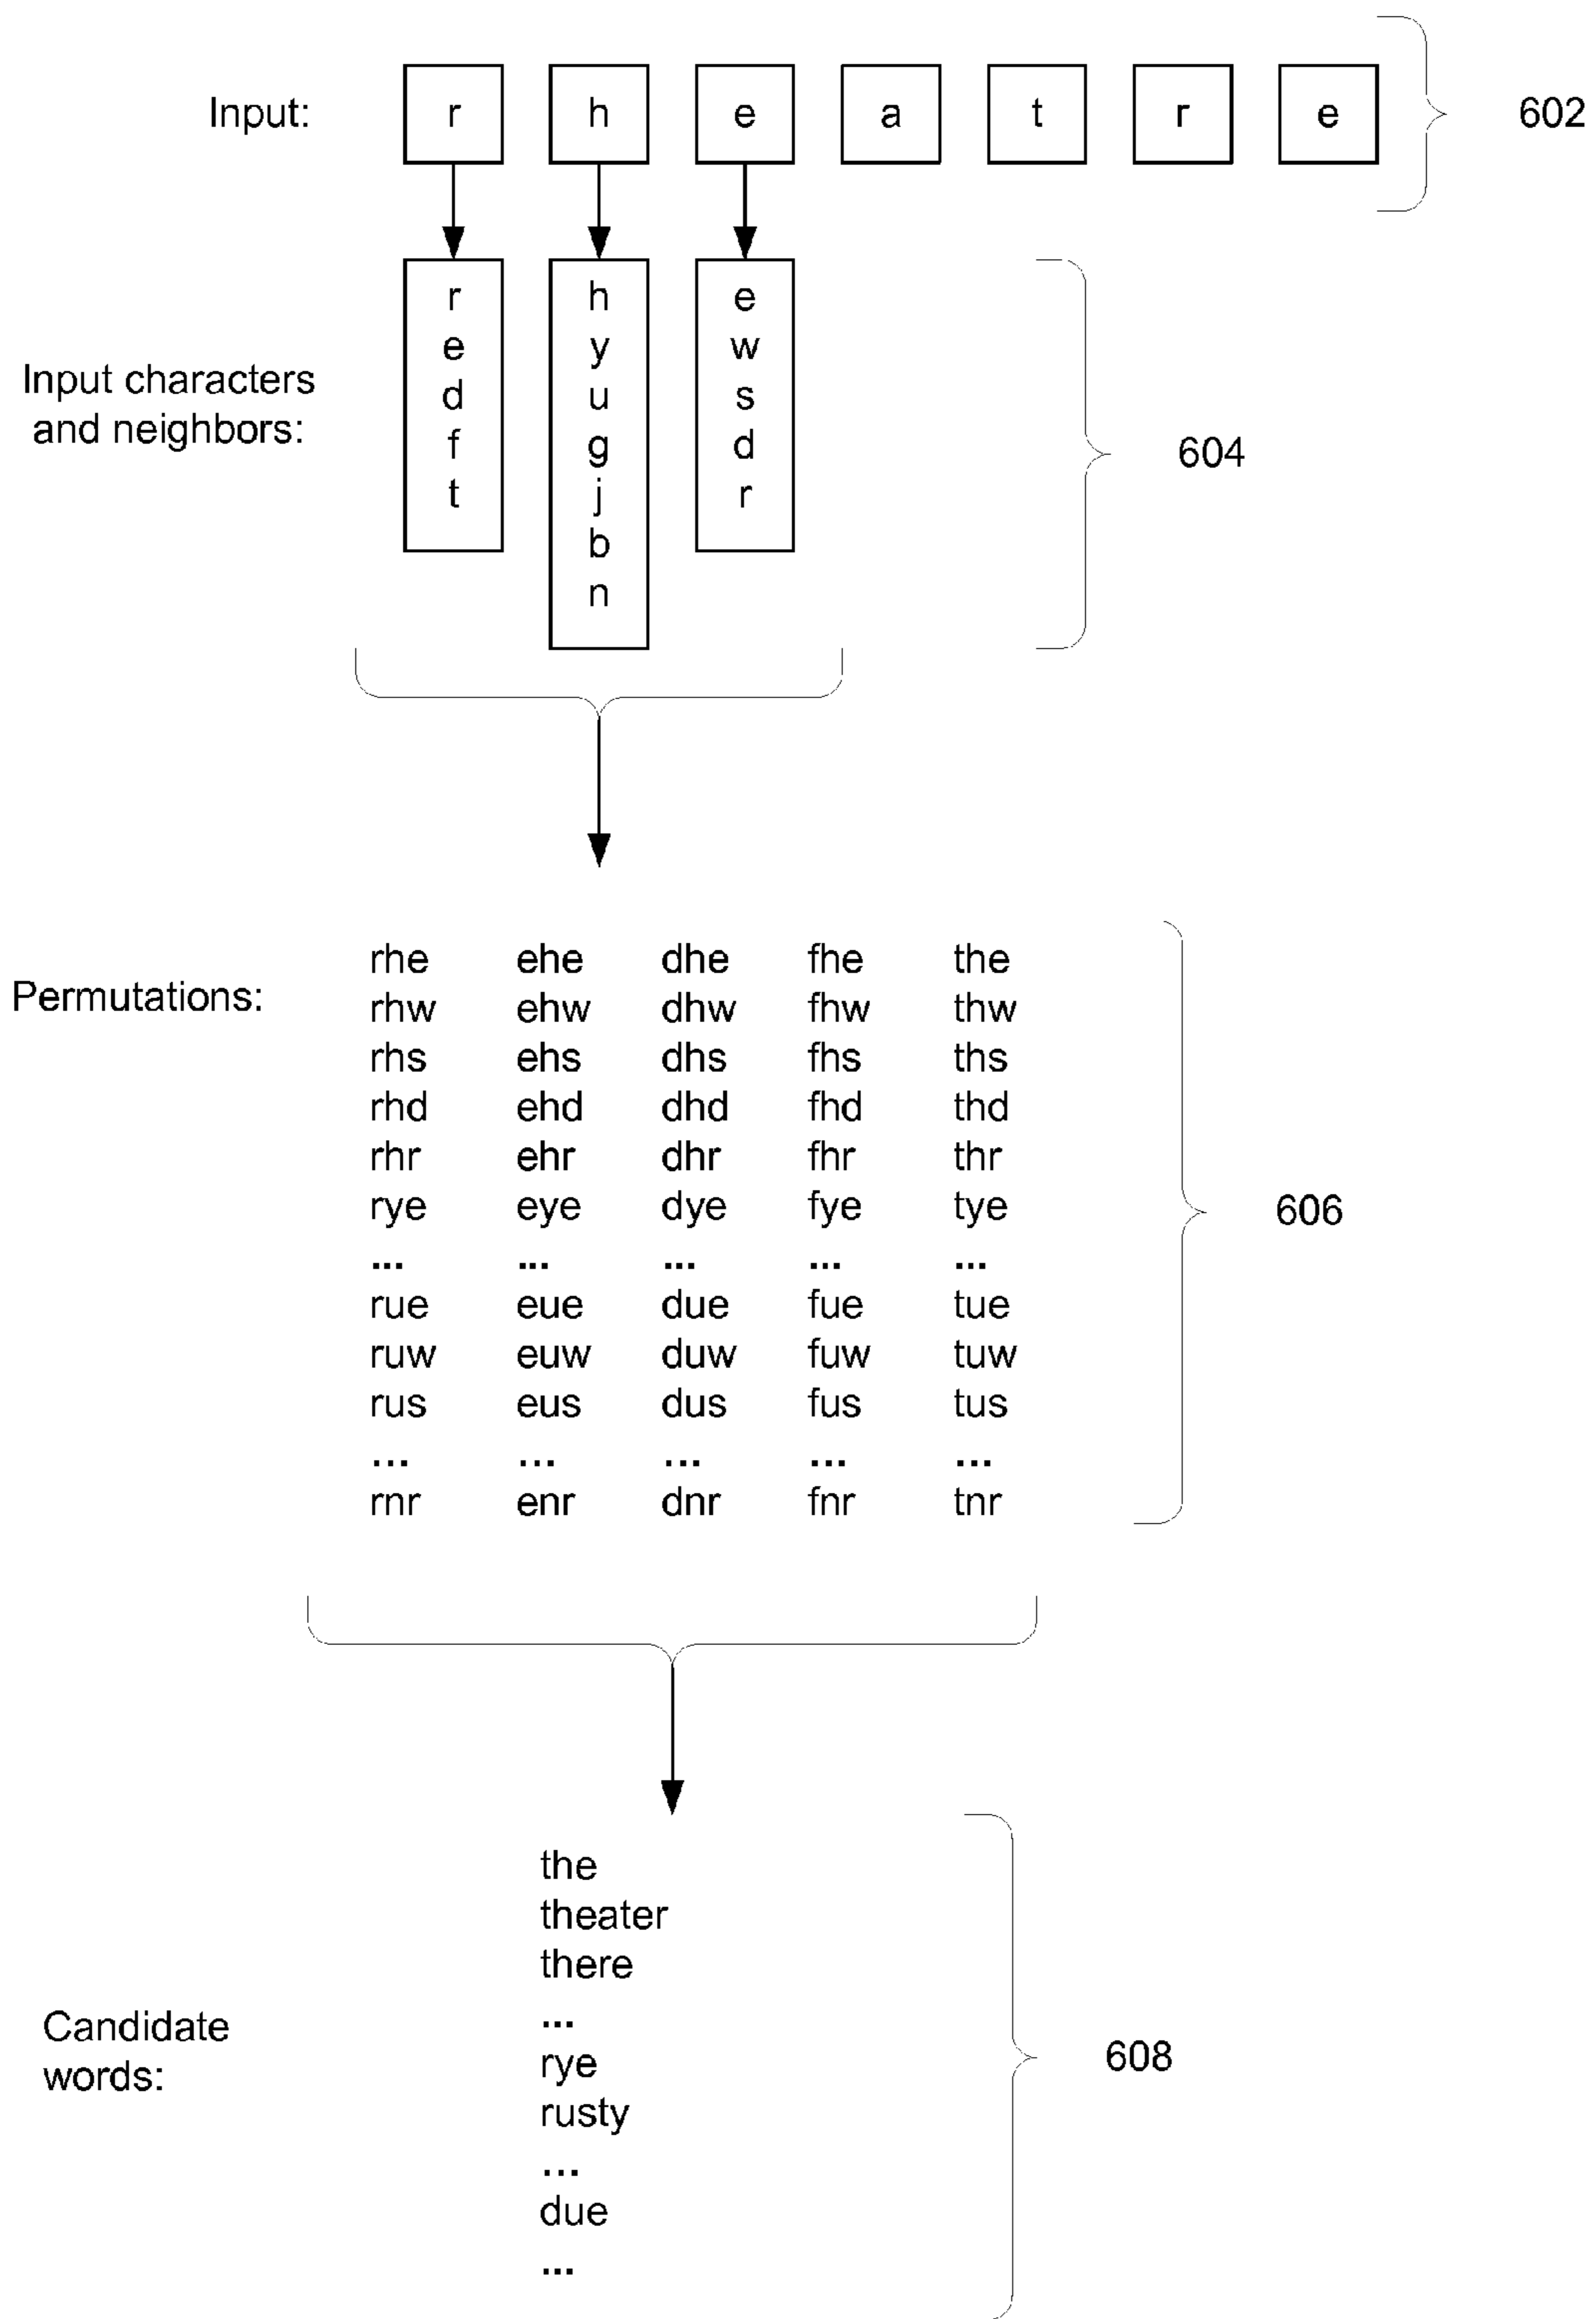 Input: r h e a t r e 602
r h e
e y w
d u s
Input characters and neighbors: f g d 604
t j r
b
n
rhe ehe dhe fhe the
Permutations:
rhw ehw dhw fhw thw
rhs ehs dhs fhs ths
rhd ehd dhd fhd thd
rhr ehr dhr fhr thr
rye eye dye fye tye 606
... ... ... ... ...
rue eue due fue tue
ruw euw duw fuw tuw
rus eus dus fus tus
... ... ... ... ...
rnr enr dnr fnr tnr
the
theater
there
...
Candidate
words:
rye 608
rusty
...
due
...